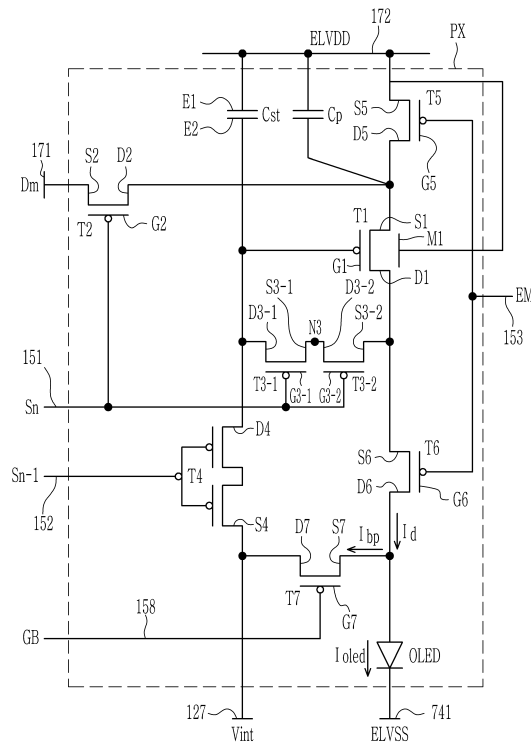 172
ELVDD
PX
E1
Cst
E2
Cp
S5
T5
D5
G5
171
S2
D2
Dm
T2
G2
T1
S1
M1
G1
D1
S3-1
D3-2
D3-1
N3
S3-2
EM
153
151
T3-1
G3-1
G3-2
T3-2
Sn
D4
S6
T6
Sn-1
T4
D6
G6
152
S4
D7
S7
Ibp
Id
158
T7
G7
GB
Ioled
OLED
127
741
Vint
ELVSS